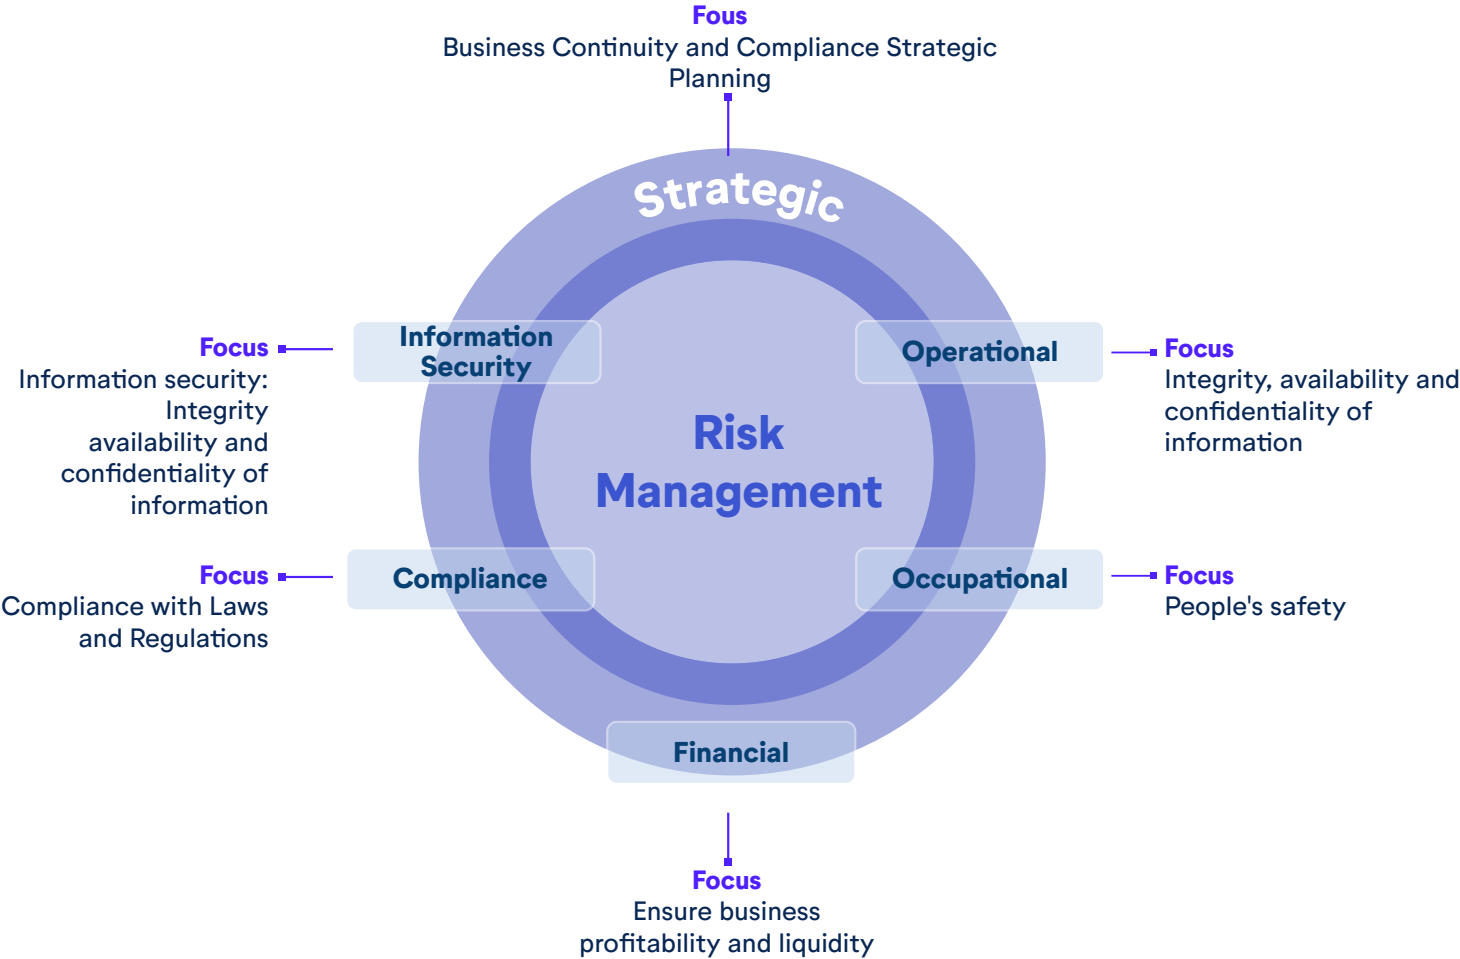 Fous
Business Continuity and Compliance Strategic
Planning
Strategic
Information
Security
Focus
Information security:
Integrity
availability and
confidentiality of
information
Operational
Focus
Integrity, availability and
confidentiality of
information
Risk
Management
Compliance
Focus
Compliance with Laws
and Regulations
Occupational
Focus
People's safety
Financial
Focus
Ensure business
profitability and liquidity